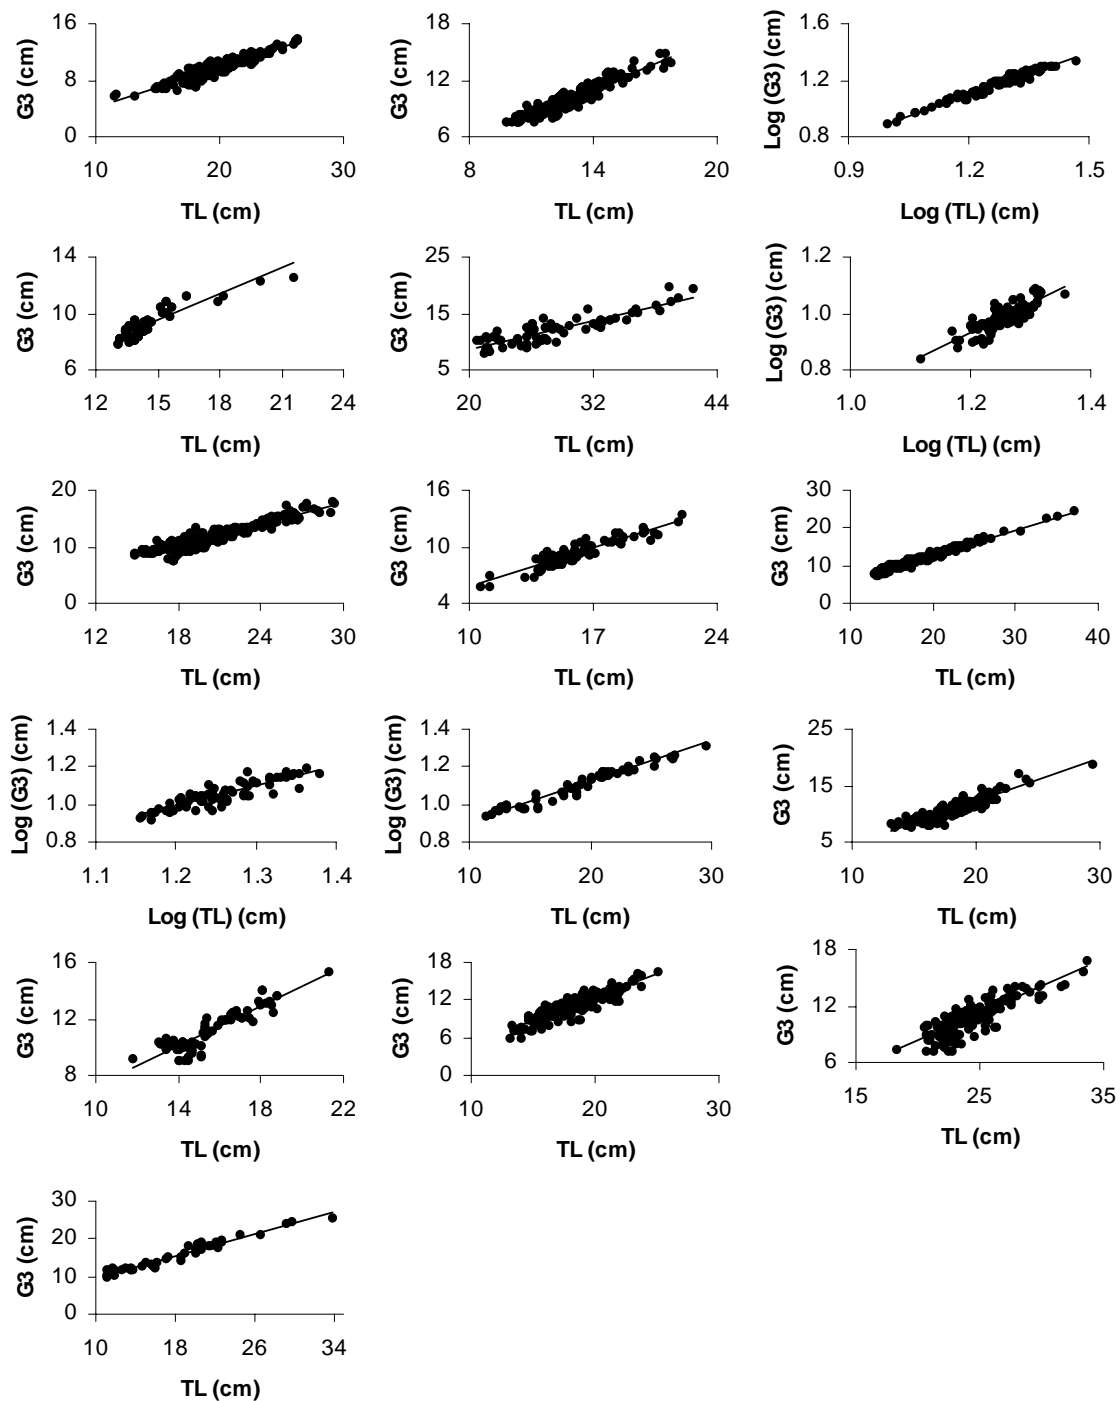 G3 (cm)
16
8
0
10 20 30
TL (cm)
G3 (cm)
18
12
6
8 14 20
TL (cm)
Log (G3) (cm)
1.6
1.2
0.8
0.9 1.2 1.5
Log (TL) (cm)
G3 (cm)
14
10
6
12 15 18 21 24
TL (cm)
G3 (cm)
25
15
5
20 32 44
TL (cm)
Log (G3) (cm)
1.2
1.0
0.8
1.0 1.2 1.4
Log (TL) (cm)
G3 (cm)
20
10
0
12 18 24 30
TL (cm)
G3 (cm)
16
10
4
10 17 24
TL (cm)
G3 (cm)
30
20
10
0
10 20 30 40
TL (cm)
Log (G3) (cm)
1.4
1.2
1.0
0.8
1.1 1.2 1.3 1.4
Log (TL) (cm)
Log (G3) (cm)
1.4
1.2
1.0
0.8
10 20 30
TL (cm)
G3 (cm)
25
15
5
10 20 30
TL (cm)
G3 (cm)
16
12
8
10 14 18 22
TL (cm)
G3 (cm)
18
12
6
0
10 20 30
TL (cm)
G3 (cm)
18
12
6
15 25 35
TL (cm)
G3 (cm)
30
20
10
0
10 18 26 34
TL (cm)